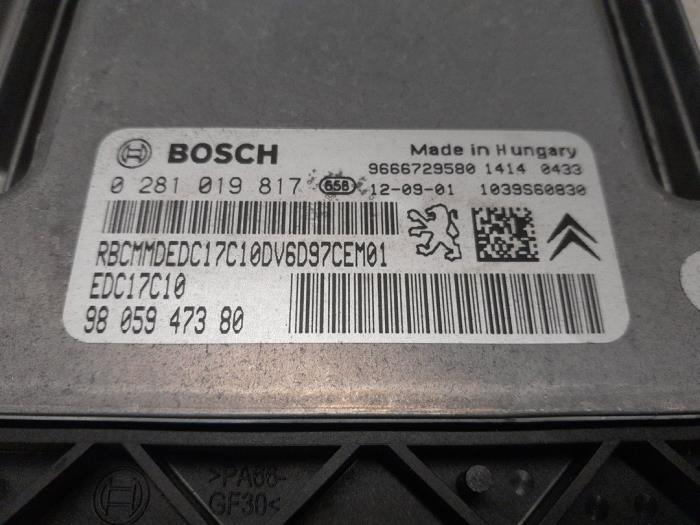 BOSCH
Made in Hungary
9666729580 1414 0433
0 281 019 817 658 12-09-01 1039S60830
RBCMMDEDC17C10DV6D97CEM01
EDC17C10
98 059 473 80
>PA66-
GF30<